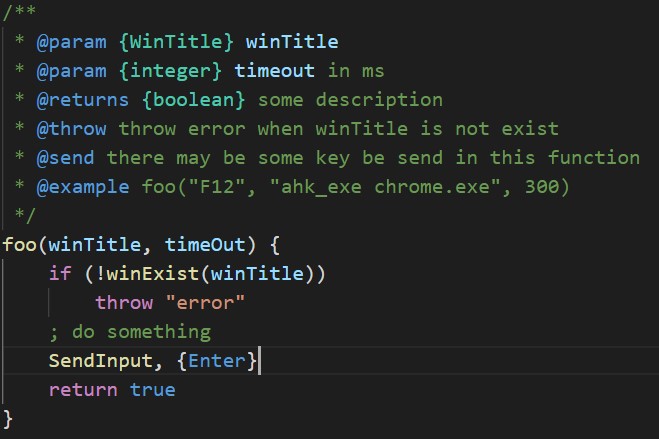 /**
 * @param {WinTitle} winTitle
 * @param {integer} timeout in ms
 * @returns {boolean} some description
 * @throw throw error when winTitle is not exist
 * @send there may be some key be send in this function
 * @example foo("F12", "ahk_exe chrome.exe", 300)
 */
foo(winTitle, timeOut) {
    if (!winExist(winTitle))
        throw "error"
    ; do something
    SendInput, {Enter}
    return true
}